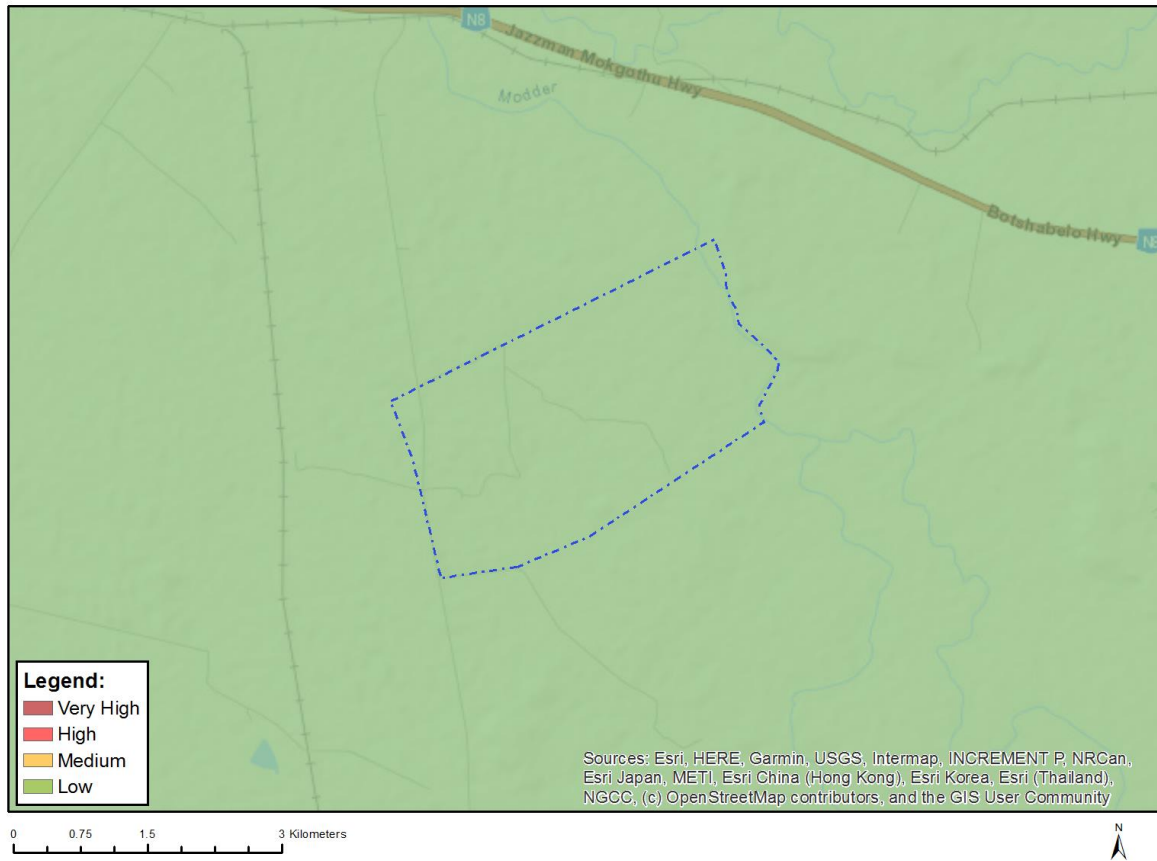 N8
Jazzman Mokgothu Hwy
Modder
Botshabelo Hwy
N8
Legend:
Very High
High
Medium
Low
Sources: Esri, HERE, Garmin, USGS, Intermap, INCREMENT P, NRCan,
Esri Japan, METI, Esri China (Hong Kong), Esri Korea, Esri (Thailand),
NGCC, (c) OpenStreetMap contributors, and the GIS User Community
0 0.75 1.5 3 Kilometers
N